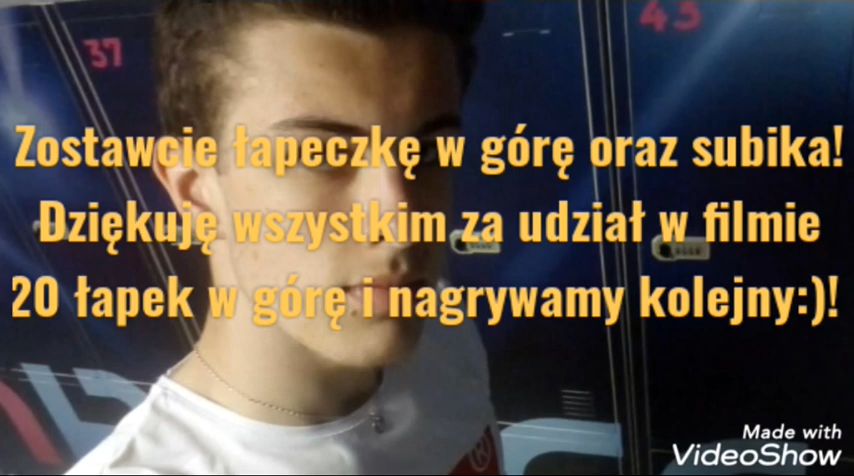 37
45
Zostawcie łapeczkę w górę oraz subika!
Dziękuję wszystkim za udział w filmie
20 łapek w górę i nagrywamy kolejny:)!
®
Made with
VideoShow